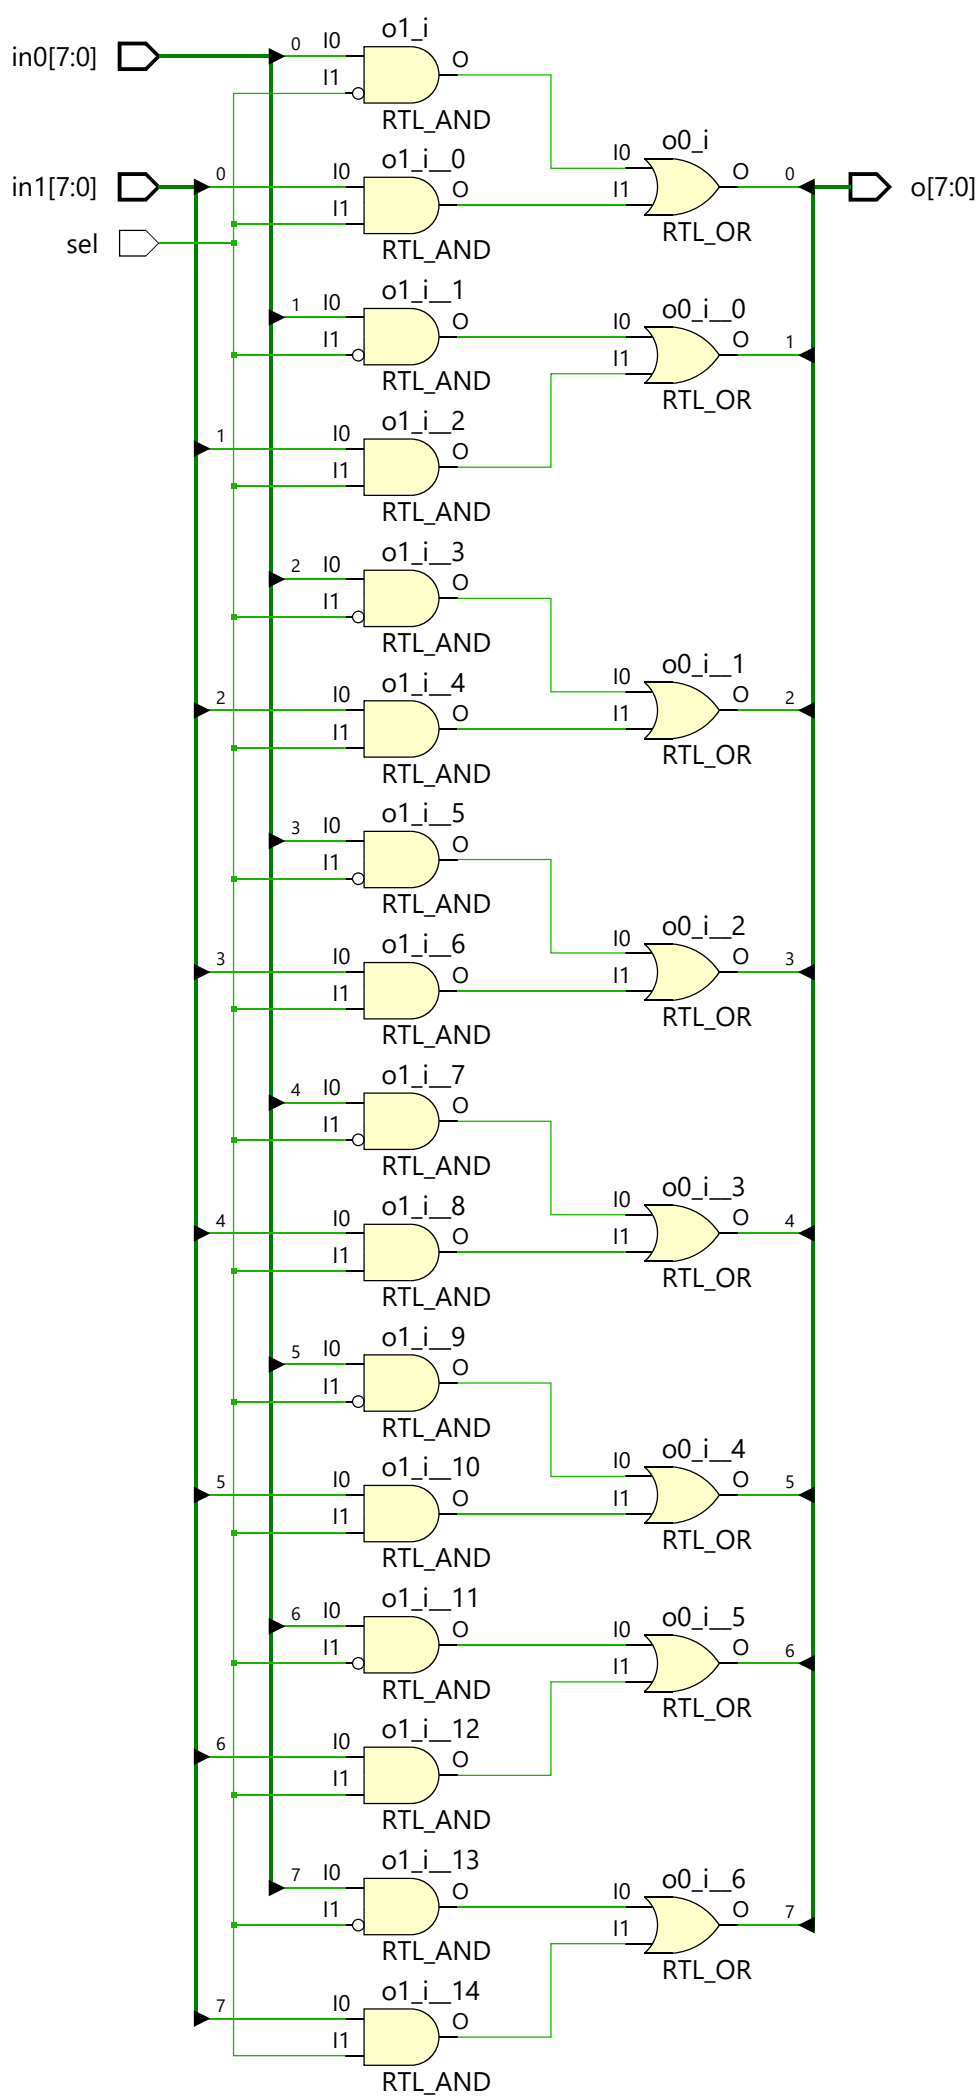 o1_i
in0[7:0]
0
I0
O
I1
RTL_AND
o1_i__0
o0_i
in1[7:0]
0
I0
O
I0
O
0
o[7:0]
I1
I1
sel
RTL_AND
RTL_OR
o1_i__1
o0_i__0
1
I0
O
I0
O
1
I1
I1
RTL_AND
RTL_OR
o1_i__2
1
I0
O
I1
RTL_AND
o1_i__3
2
I0
O
I1
RTL_AND
o0_i__1
o1_i__4
2
I0
O
I0
O
2
I1
I1
RTL_AND
RTL_OR
o1_i__5
3
I0
O
I1
RTL_AND
o0_i__2
o1_i__6
3
I0
O
I0
O
3
I1
I1
RTL_AND
RTL_OR
o1_i__7
4
I0
O
I1
RTL_AND
o0_i__3
o1_i__8
4
I0
O
I0
O
4
I1
I1
RTL_AND
RTL_OR
o1_i__9
5
I0
O
I1
RTL_AND
o0_i__4
o1_i__10
5
I0
O
I0
O
5
I1
I1
RTL_AND
RTL_OR
o1_i__11
o0_i__5
6
I0
O
I0
O
6
I1
I1
RTL_AND
RTL_OR
o1_i__12
6
I0
O
I1
RTL_AND
o1_i__13
o0_i__6
7
I0
O
I0
O
7
I1
I1
RTL_AND
RTL_OR
o1_i__14
7
I0
O
I1
RTL_AND